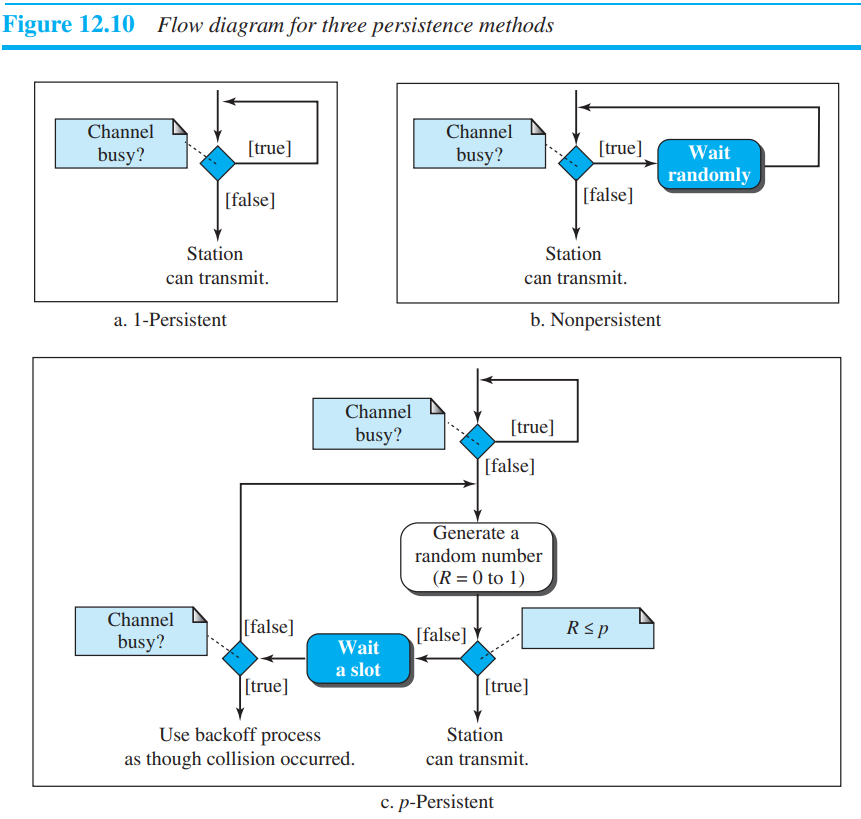 Figure 12.10 Flow diagram for three persistence methods
Channel
busy?
[true]
[false]
Station
can transmit.
a. 1-Persistent
Channel
busy?
[true]
Wait
randomly
[false]
Station
can transmit.
b. Nonpersistent
Channel
busy?
[true]
[false]
Generate a
random number
(R = 0 to 1)
Channel
busy?
[false]
Wait
a slot
[false]
R ≤ p
[true]
[true]
Use backoff process
as though collision occurred.
Station
can transmit.
c. p-Persistent